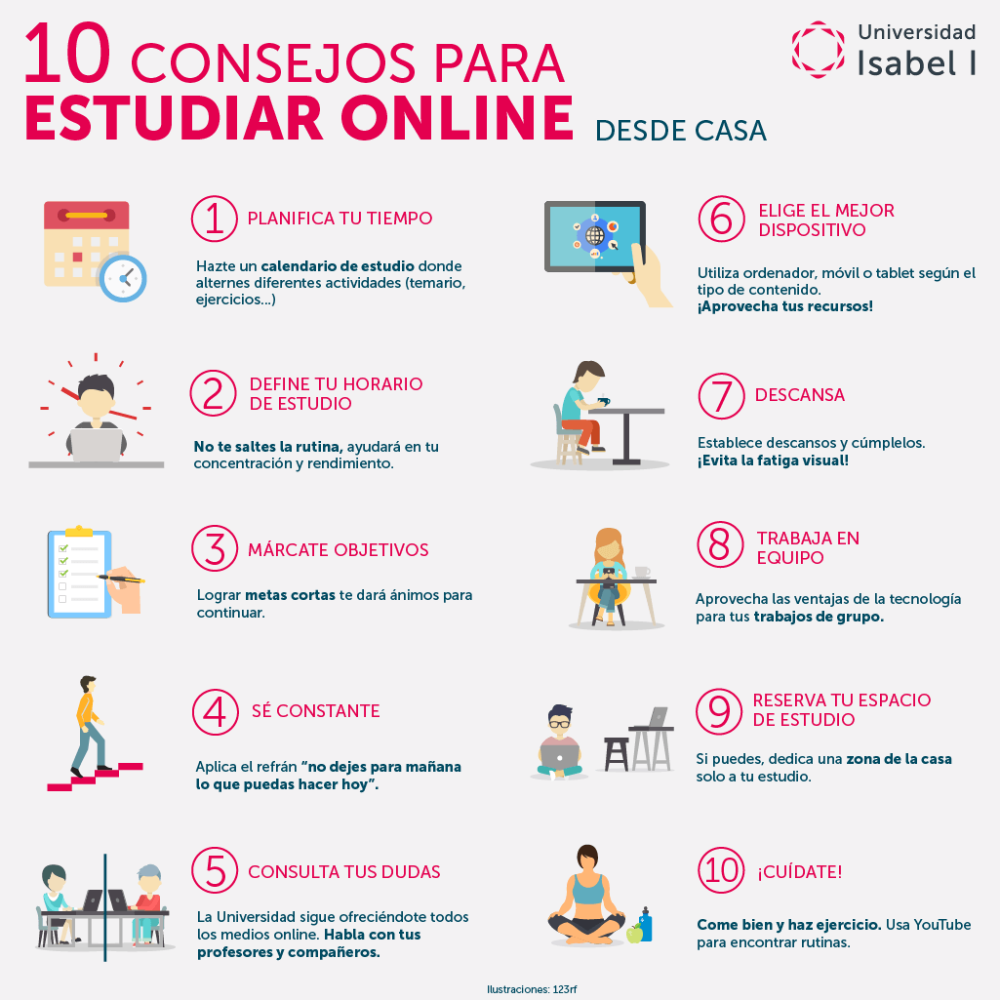 10 CONSEJOS PARA
ESTUDIAR ONLINE DESDE CASA
Universidad
Isabel I
1 PLANIFICA TU TIEMPO
Hazte un calendario de estudio donde
alternes diferentes actividades (temario,
ejercicios...)
2 DEFINE TU HORARIO
DE ESTUDIO
No te saltes la rutina, ayudará en tu
concentración y rendimiento.
3 MÁRCATE OBJETIVOS
Lograr metas cortas te dará ánimos para
continuar.
4 SÉ CONSTANTE
Aplica el refrán “no dejes para mañana
lo que puedas hacer hoy”.
5 CONSULTA TUS DUDAS
La Universidad sigue ofreciéndote todos
los medios online. Habla con tus
profesores y compañeros.
6 ELIGE EL MEJOR
DISPOSITIVO
Utiliza ordenador, móvil o tablet según el
tipo de contenido.
¡Aprovecha tus recursos!
7 DESCANSA
Establece descansos y cúmplelos.
¡Evita la fatiga visual!
8 TRABAJA EN
EQUIPO
Aprovecha las ventajas de la tecnología
para tus trabajos de grupo.
9 RESERVA TU ESPACIO
DE ESTUDIO
Si puedes, dedica una zona de la casa
solo a tu estudio.
10 ¡CUÍDATE!
Come bien y haz ejercicio. Usa YouTube
para encontrar rutinas.
Ilustraciones: 123rf